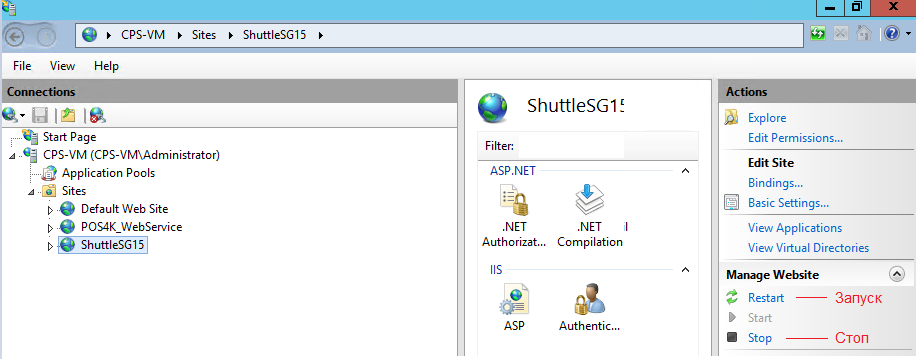 CPS-VM
Sites
ShuttleSG15
File View Help
Connections
Start Page
CPS-VM (CPS-VM\Administrator)
Application Pools
Sites
Default Web Site
POS4K_WebService
ShuttleSG15
ShuttleSG15
Filter:
ASP.NET
.NET Authorizat...
.NET Compilation
IIS
ASP
Authentic...
Actions
Explore
Edit Permissions...
Edit Site
Bindings...
Basic Settings...
View Applications
View Virtual Directories
Manage Website
Restart Запуск
Start
Stop Стоп